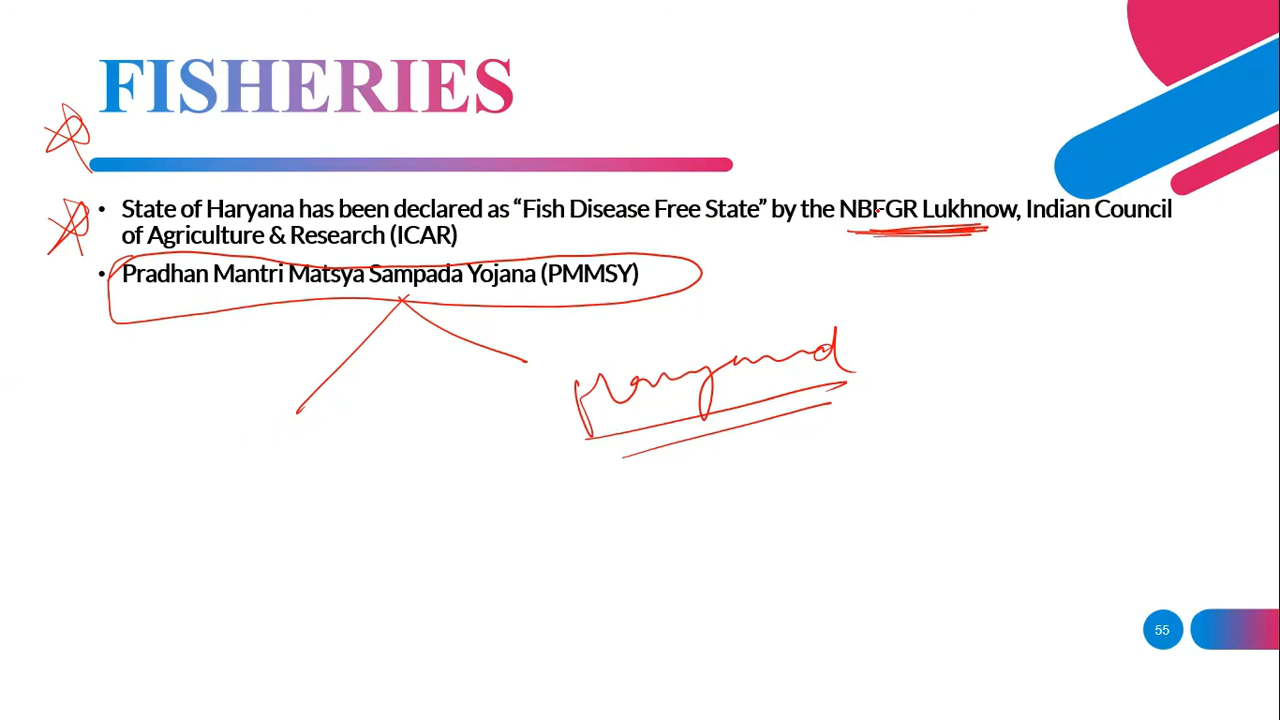 FISHERIES
• State of Haryana has been declared as “Fish Disease Free State” by the NBFGR Lukhnow, Indian Council
of Agriculture & Research (ICAR)
• Pradhan Mantri Matsya Sampada Yojana (PMMSY)
Haryana
55